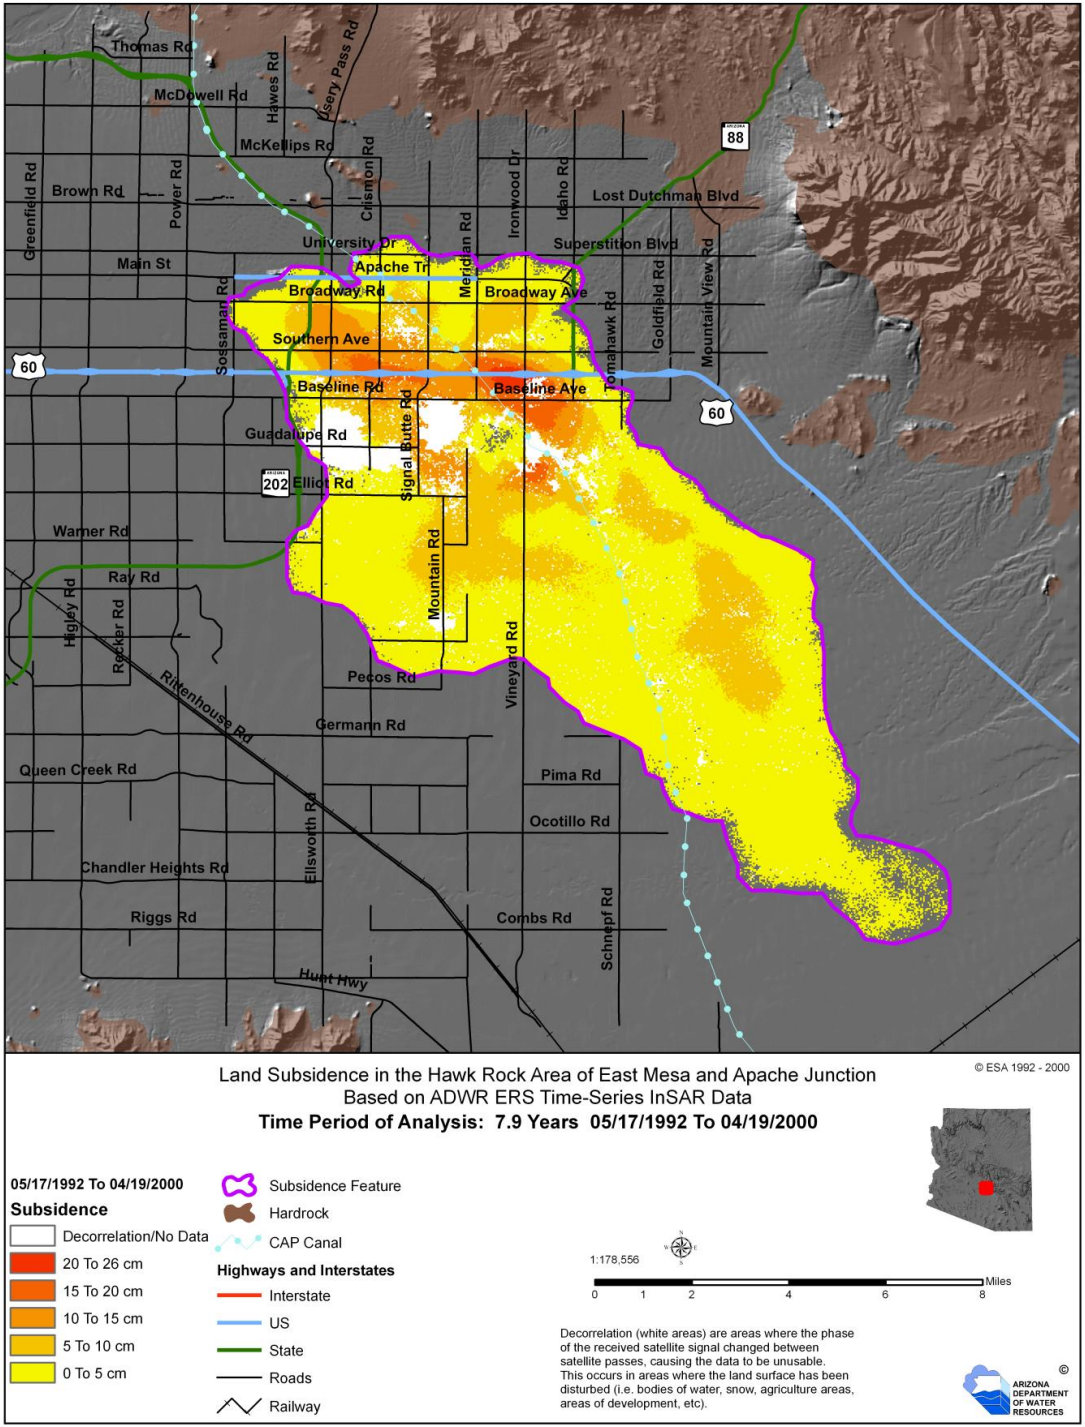 Thomas Rd
McDowell Rd
Hawes Rd
Usery Pass Rd
McKellips Rd
Crismon Rd
ARIZONA
88
Greenfield Rd
Brown Rd
Power Rd
Ironwood Dr
Idaho Rd
Lost Dutchman Blvd
University Dr
Meridian Rd
Superstition Blvd
Main St
Apache Tr
Goldfield Rd
Mountain View Rd
Broadway Rd
Broadway Ave
Sossaman Rd
Southern Ave
Tomahawk Rd
60
Baseline Rd
Baseline Ave
60
Guadalupe Rd
Signal Butte Rd
ARIZONA
202
Elliot Rd
Warner Rd
Ray Rd
Mountain Rd
Higley Rd
Recker Rd
Vineyard Rd
Rittenhouse Rd
Pecos Rd
Germann Rd
Queen Creek Rd
Pima Rd
Ellsworth Rd
Ocotillo Rd
Chandler Heights Rd
Riggs Rd
Combs Rd
Schnepf Rd
Hunt Hwy
© ESA 1992 - 2000
Land Subsidence in the Hawk Rock Area of East Mesa and Apache Junction
Based on ADWR ERS Time-Series InSAR Data
Time Period of Analysis: 7.9 Years 05/17/1992 To 04/19/2000
05/17/1992 To 04/19/2000
Subsidence
Decorrelation/No Data
20 To 26 cm
15 To 20 cm
10 To 15 cm
5 To 10 cm
0 To 5 cm
Subsidence Feature
Hardrock
CAP Canal
Highways and Interstates
Interstate
US
State
Roads
Railway
N
W E
S
1:178,556
Miles
0 1 2 4 6 8
Decorrelation (white areas) are areas where the phase
of the received satellite signal changed between
satellite passes, causing the data to be unusable.
This occurs in areas where the land surface has been
disturbed (i.e. bodies of water, snow, agriculture areas,
areas of development, etc).
©
ARIZONA
DEPARTMENT
OF WATER
RESOURCES